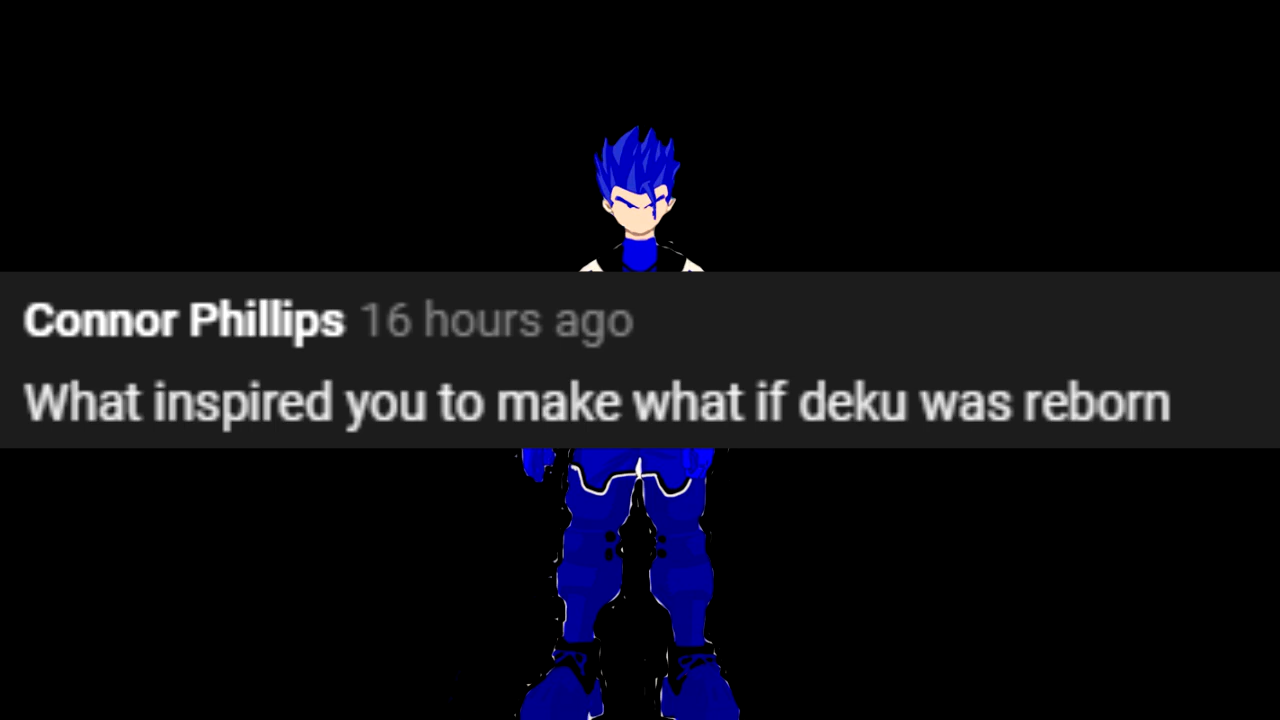 Connor Phillips 16 hours ago
What inspired you to make what if deku was reborn